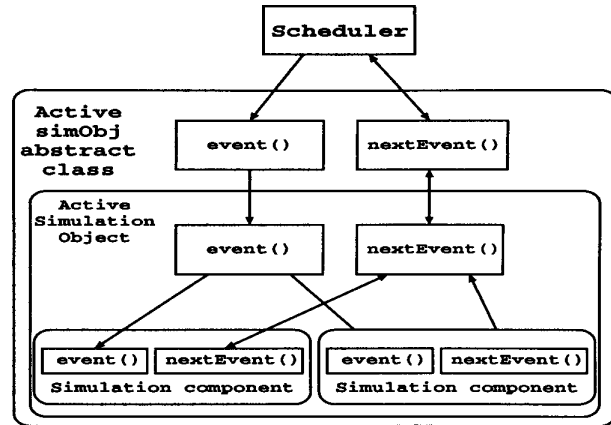 Scheduler
Active
simObj
abstract
class
event()
nextEvent()
Active
Simulation
Object
event()
nextEvent()
event()
nextEvent()
Simulation component
event()
nextEvent()
Simulation component